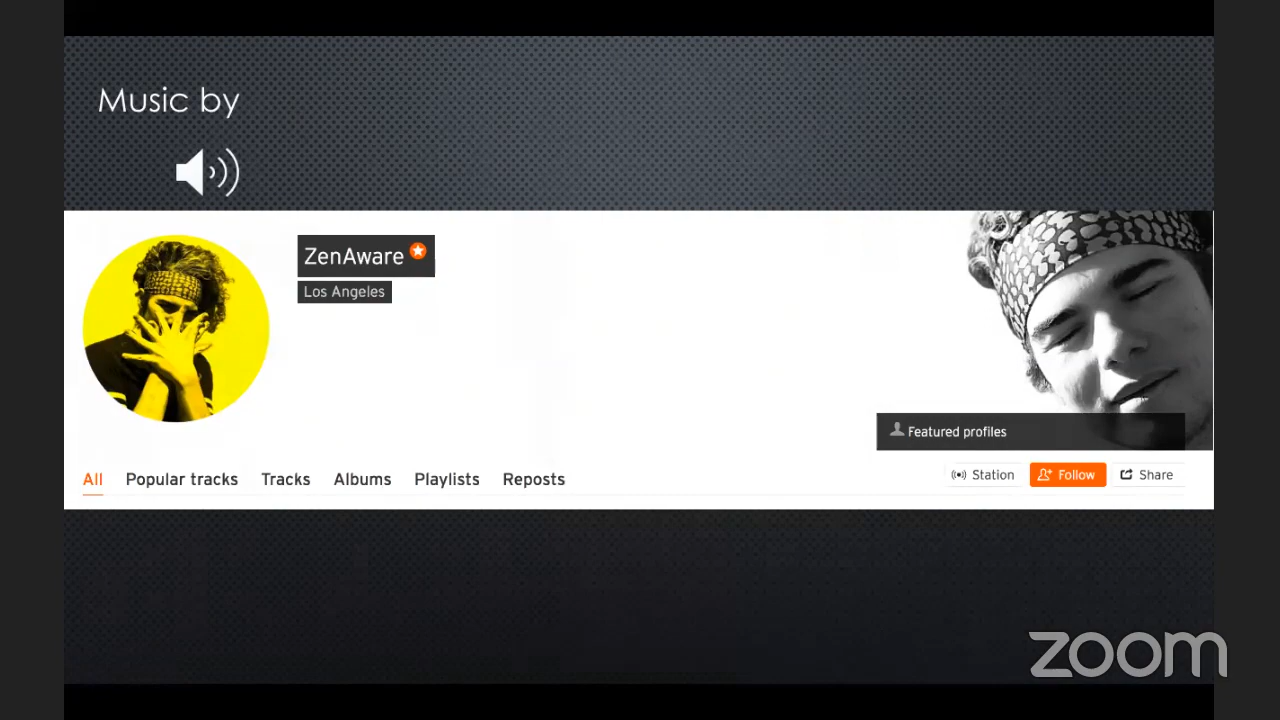 Music by
ZenAware
Los Angeles
Featured profiles
All Popular tracks Tracks Albums Playlists Reposts
Station Follow Share
zoom